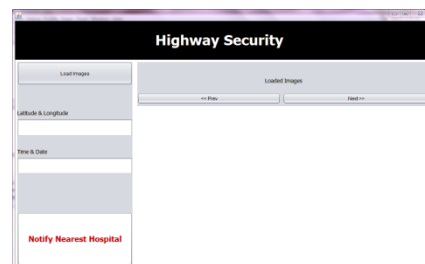 Highway Security
Load Images
Loaded Images
<< Prev
Next >>
Latitude & Longitude
Time & Date
Notify Nearest Hospital